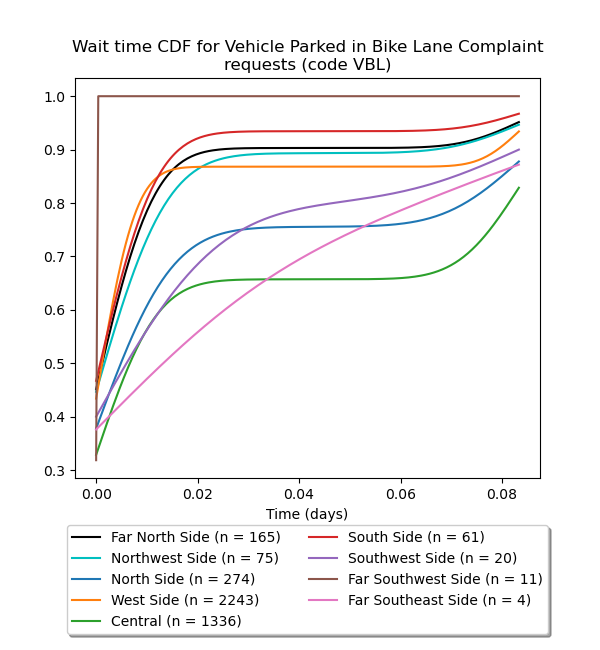 Wait time CDF for Vehicle Parked in Bike Lane Complaint
requests (code VBL)
1.0
0.9
0.8
0.7
0.6
0.5
0.4
0.3
0.00 0.02 0.04 0.06 0.08
Time (days)
Far North Side (n = 165)
Northwest Side (n = 75)
North Side (n = 274)
West Side (n = 2243)
Central (n = 1336)
South Side (n = 61)
Southwest Side (n = 20)
Far Southwest Side (n = 11)
Far Southeast Side (n = 4)